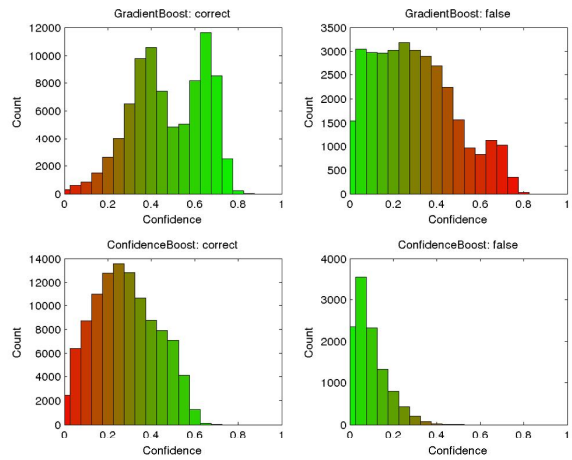 GradientBoost: correct
12000
10000
8000
6000
4000
2000
0
Count
0 0.2 0.4 0.6 0.8 1
Confidence
GradientBoost: false
3500
3000
2500
2000
1500
1000
500
0
Count
0 0.2 0.4 0.6 0.8 1
Confidence
ConfidenceBoost: correct
14000
12000
10000
8000
6000
4000
2000
0
Count
0 0.2 0.4 0.6 0.8 1
Confidence
ConfidenceBoost: false
4000
3000
2000
1000
0
Count
0 0.2 0.4 0.6 0.8 1
Confidence